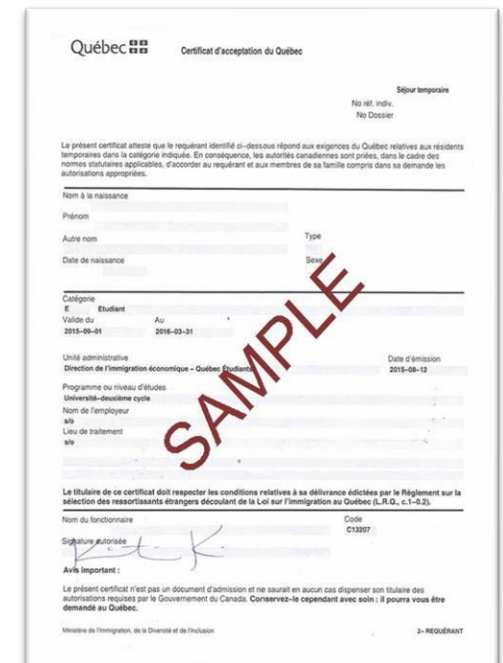 Québec
Certificat d'acceptation du Québec
Séjour temporaire
No réf. indiv.
No Dossier
Le présent certificat atteste que le requérant identifié ci-dessous répond aux exigences du Québec relatives aux résidents
temporaires dans la catégorie indiquée. En conséquence, les autorités canadiennes sont priées, dans le cadre des
normes statutaires applicables, d'accorder au requérant et aux membres de sa famille compris dans sa demande les
autorisations appropriées.
Nom à la naissance
Prénom
Autre nom
Type
Date de naissance
Sexe
Catégorie
E Etudiant
Valide du Au
2015-09-01 2016-03-31
Unité administrative Date d'émission
Direction de l'immigration économique - Québec Étudiants 2015-08-12
Programme ou niveau d'études
Université-deuxième cycle
Nom de l'employeur
s/o
Lieu de traitement
s/o
SAMPLE
Le titulaire de ce certificat doit respecter les conditions relatives à sa délivrance édictées par le Règlement sur la
sélection des ressortissants étrangers découlant de la Loi sur l'immigration au Québec (L.R.Q., c.I-0.2).
Nom du fonctionnaire Code
C13207
Signature autorisée
Avis important :
Le présent certificat n'est pas un document d'admission et ne saurait en aucun cas dispenser son titulaire des
autorisations requises par le Gouvernement du Canada. Conservez-le cependant avec soin : il pourra vous être
demandé au Québec.
Ministère de l'Immigration, de la Diversité et de l'Inclusion 2- REQUÉRANT